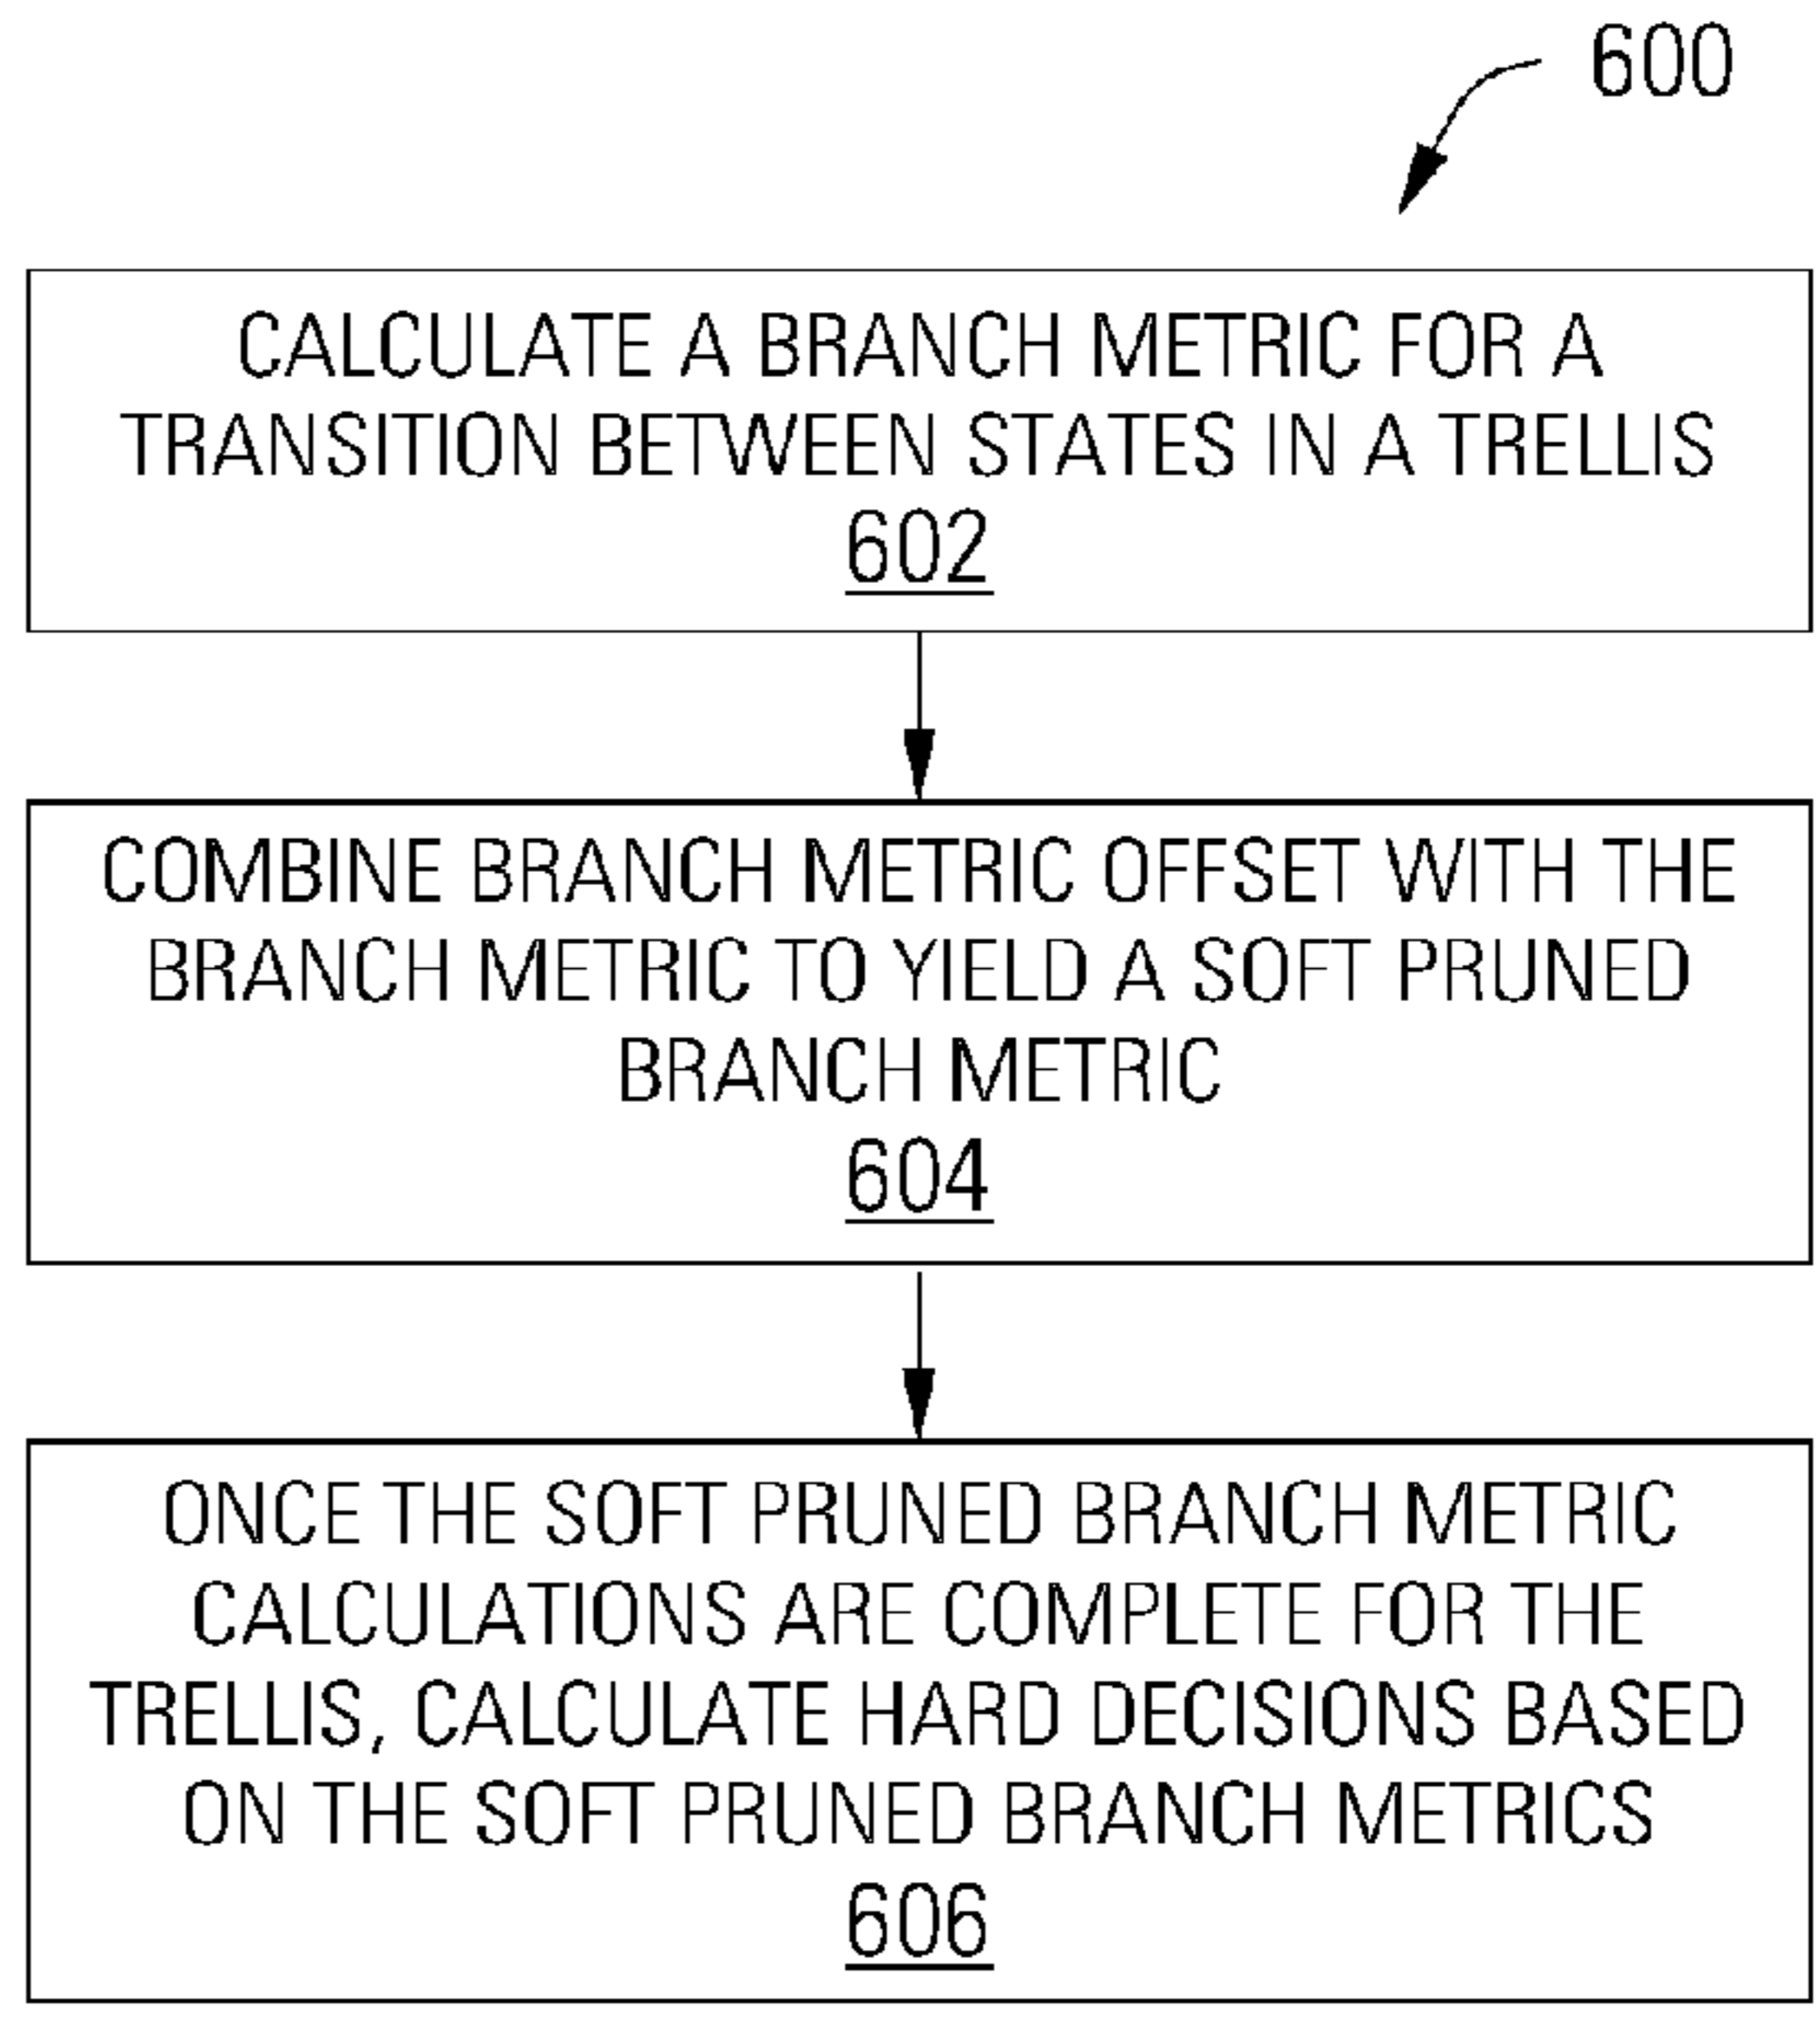 600
CALCULATE A BRANCH METRIC FOR A
TRANSITION BETWEEN STATES IN A TRELLIS
602
COMBINE BRANCH METRIC OFFSET WITH THE
BRANCH METRIC TO YIELD A SOFT PRUNED
BRANCH METRIC
604
ONCE THE SOFT PRUNED BRANCH METRIC
CALCULATIONS ARE COMPLETE FOR THE
TRELLIS, CALCULATE HARD DECISIONS BASED
ON THE SOFT PRUNED BRANCH METRICS
606